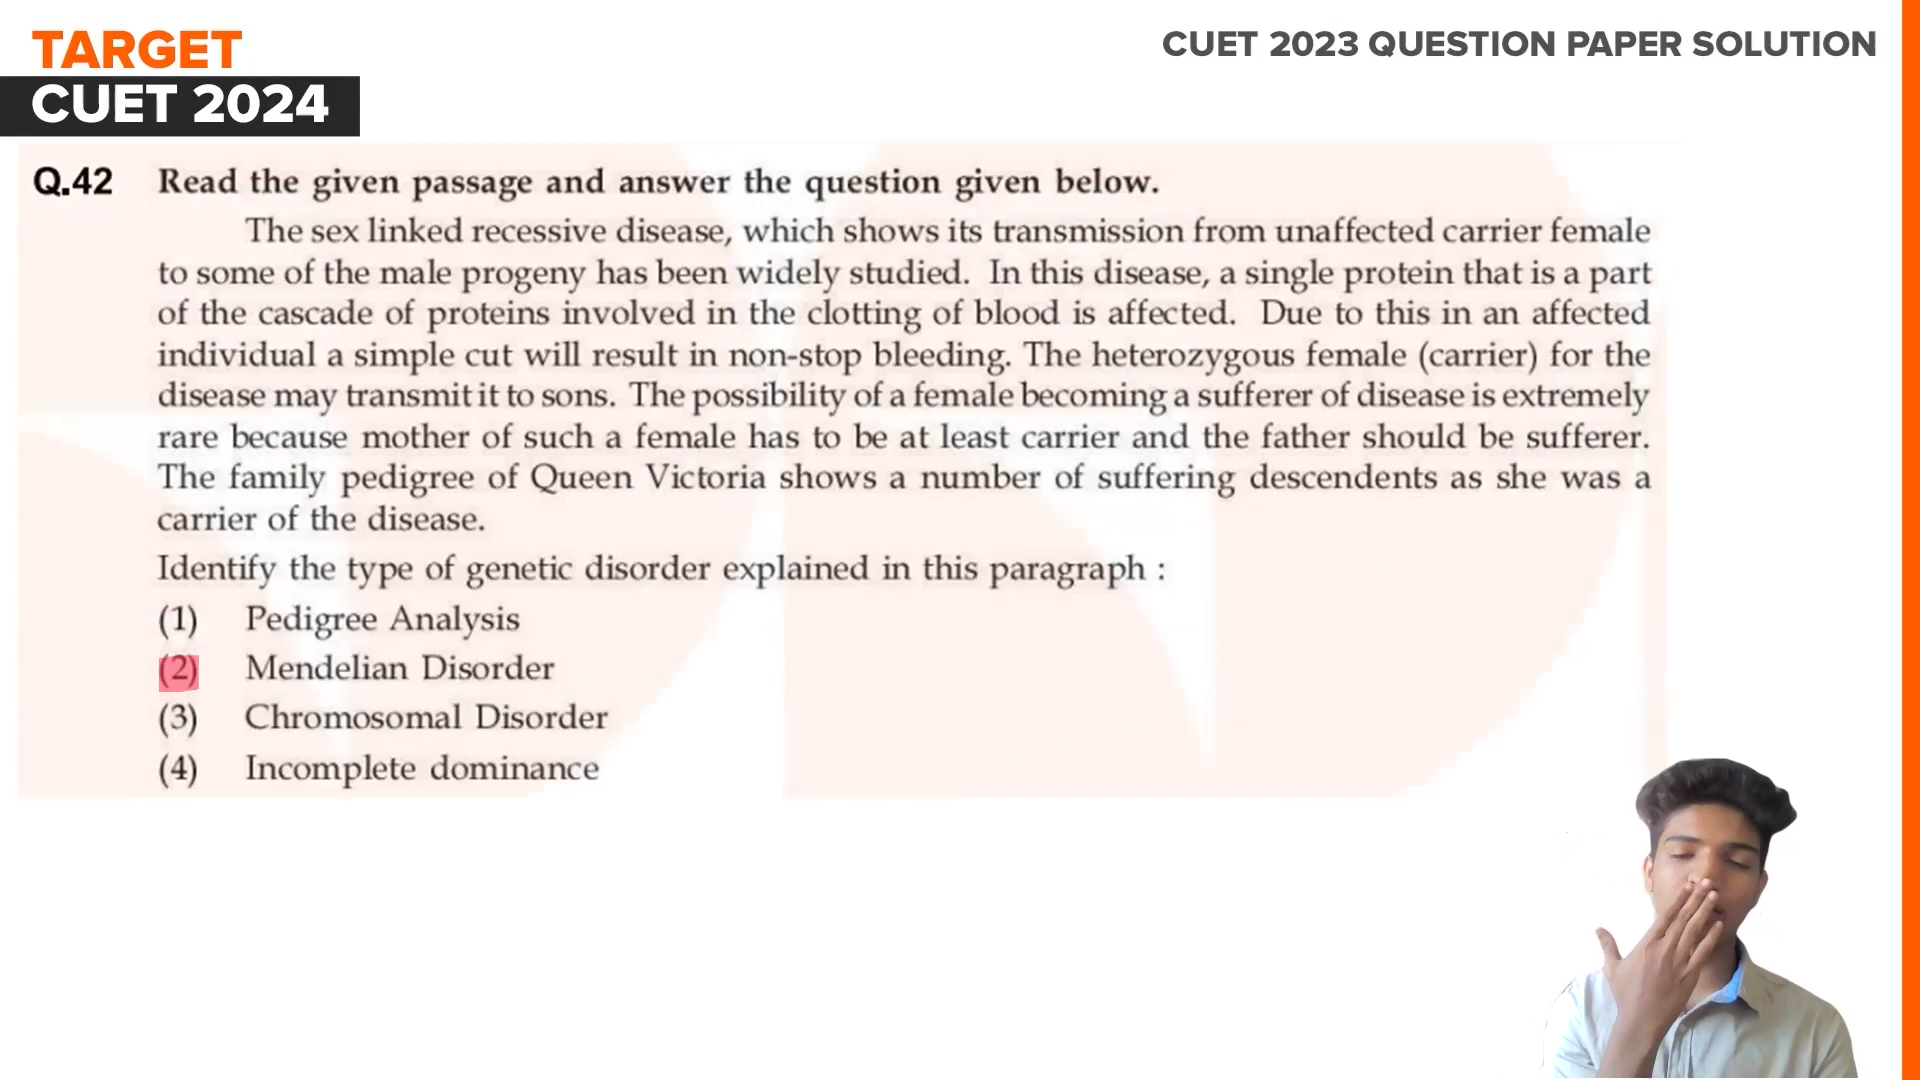 TARGET
CUET 2024
CUET 2023 QUESTION PAPER SOLUTION
Q.42 Read the given passage and answer the question given below.
The sex linked recessive disease, which shows its transmission from unaffected carrier female
to some of the male progeny has been widely studied. In this disease, a single protein that is a part
of the cascade of proteins involved in the clotting of blood is affected. Due to this in an affected
individual a simple cut will result in non-stop bleeding. The heterozygous female (carrier) for the
disease may transmit it to sons. The possibility of a female becoming a sufferer of disease is extremely
rare because mother of such a female has to be at least carrier and the father should be sufferer.
The family pedigree of Queen Victoria shows a number of suffering descendents as she was a
carrier of the disease.
Identify the type of genetic disorder explained in this paragraph :
(1) Pedigree Analysis
(2) Mendelian Disorder
(3) Chromosomal Disorder
(4) Incomplete dominance